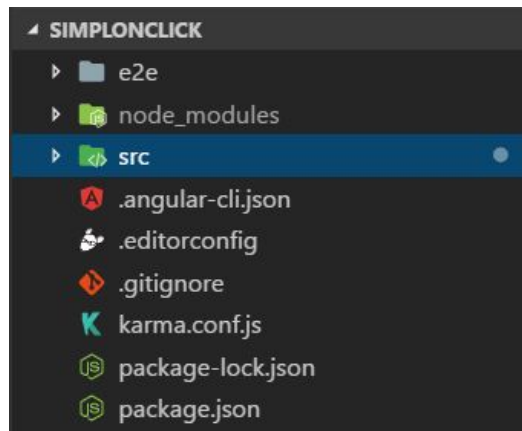 SIMPLONCLICK
e2e
node_modules
src
.angular-cli.json
.editorconfig
.gitignore
karma.conf.js
package-lock.json
package.json